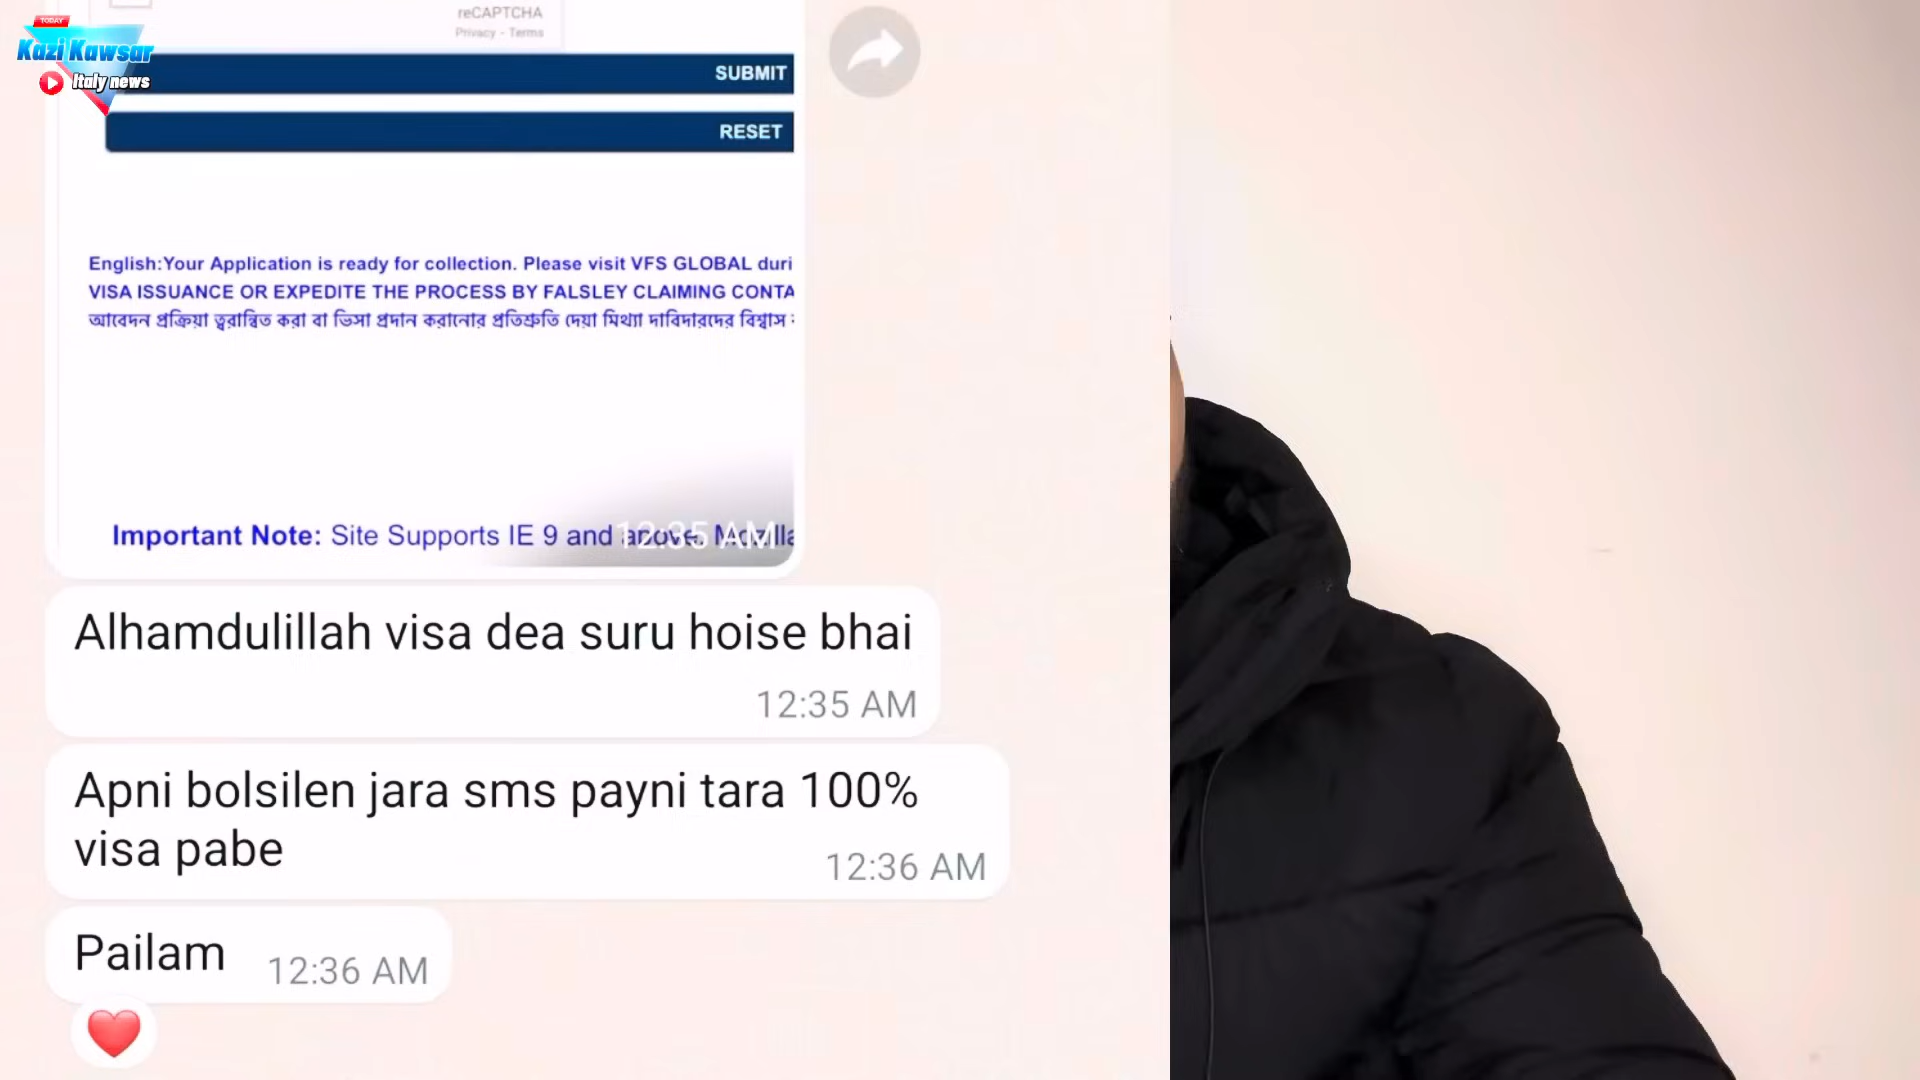 TODAY
Kazi Kawsar
Italy news
reCAPTCHA
Privacy - Terms
SUBMIT
RESET
English:Your Application is ready for collection. Please visit VFS GLOBAL duri
VISA ISSUANCE OR EXPEDITE THE PROCESS BY FALSLEY CLAIMING CONTA
আবেদন প্রক্রিয়া ত্বরান্বিত করা বা ভিসা প্রদান করানোর প্রতিশ্রুতি দেয়া মিথ্যা দাবিদারদের বিশ্বাস
Important Note: Site Supports IE 9 and above, Mozilla
12:35 AM
Alhamdulillah visa dea suru hoise bhai
12:35 AM
Apni bolsilen jara sms payni tara 100%
visa pabe
12:36 AM
Pailam
12:36 AM